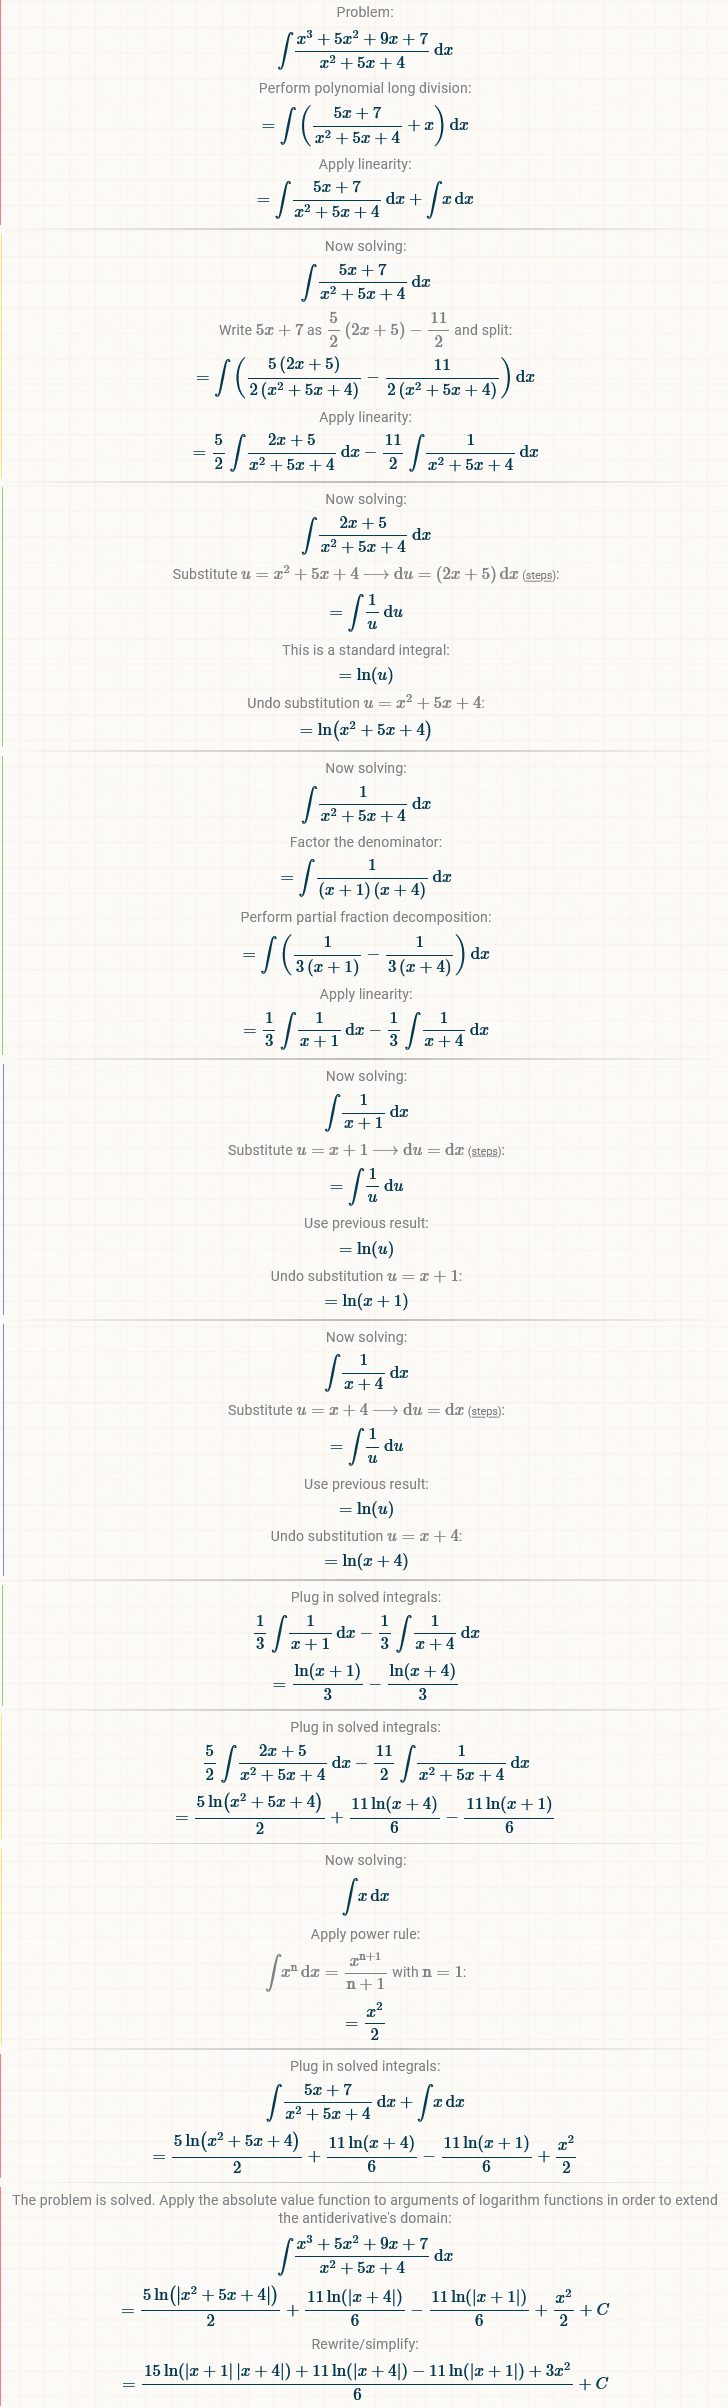 Problem:
∫ (x³ + 5x² + 9x + 7)/(x² + 5x + 4) dx
Perform polynomial long division:
= ∫ ((5x + 7)/(x² + 5x + 4) + x) dx
Apply linearity:
= ∫ (5x + 7)/(x² + 5x + 4) dx + ∫ x dx
Now solving:
∫ (5x + 7)/(x² + 5x + 4) dx
Write 5x + 7 as 5/2 (2x + 5) − 11/2 and split:
= ∫ (5 (2x + 5)/(2 (x² + 5x + 4)) − 11/(2 (x² + 5x + 4))) dx
Apply linearity:
= 5/2 ∫ (2x + 5)/(x² + 5x + 4) dx − 11/2 ∫ 1/(x² + 5x + 4) dx
Now solving:
∫ (2x + 5)/(x² + 5x + 4) dx
Substitute u = x² + 5x + 4 ⟶ du = (2x + 5) dx (steps):
= ∫ 1/u du
This is a standard integral:
= ln(u)
Undo substitution u = x² + 5x + 4:
= ln(x² + 5x + 4)
Now solving:
∫ 1/(x² + 5x + 4) dx
Factor the denominator:
= ∫ 1/((x + 1) (x + 4)) dx
Perform partial fraction decomposition:
= ∫ (1/(3 (x + 1)) − 1/(3 (x + 4))) dx
Apply linearity:
= 1/3 ∫ 1/(x + 1) dx − 1/3 ∫ 1/(x + 4) dx
Now solving:
∫ 1/(x + 1) dx
Substitute u = x + 1 ⟶ du = dx (steps):
= ∫ 1/u du
Use previous result:
= ln(u)
Undo substitution u = x + 1:
= ln(x + 1)
Now solving:
∫ 1/(x + 4) dx
Substitute u = x + 4 ⟶ du = dx (steps):
= ∫ 1/u du
Use previous result:
= ln(u)
Undo substitution u = x + 4:
= ln(x + 4)
Plug in solved integrals:
1/3 ∫ 1/(x + 1) dx − 1/3 ∫ 1/(x + 4) dx
= ln(x + 1)/3 − ln(x + 4)/3
Plug in solved integrals:
5/2 ∫ (2x + 5)/(x² + 5x + 4) dx − 11/2 ∫ 1/(x² + 5x + 4) dx
= 5 ln(x² + 5x + 4)/2 + 11 ln(x + 4)/6 − 11 ln(x + 1)/6
Now solving:
∫ x dx
Apply power rule:
∫ xⁿ dx = xⁿ⁺¹/(n + 1) with n = 1:
= x²/2
Plug in solved integrals:
∫ (5x + 7)/(x² + 5x + 4) dx + ∫ x dx
= 5 ln(x² + 5x + 4)/2 + 11 ln(x + 4)/6 − 11 ln(x + 1)/6 + x²/2
The problem is solved. Apply the absolute value function to arguments of logarithm functions in order to extend
the antiderivative's domain:
∫ (x³ + 5x² + 9x + 7)/(x² + 5x + 4) dx
= 5 ln(|x² + 5x + 4|)/2 + 11 ln(|x + 4|)/6 − 11 ln(|x + 1|)/6 + x²/2 + C
Rewrite/simplify:
= (15 ln(|x + 1| |x + 4|) + 11 ln(|x + 4|) − 11 ln(|x + 1|) + 3x²)/6 + C